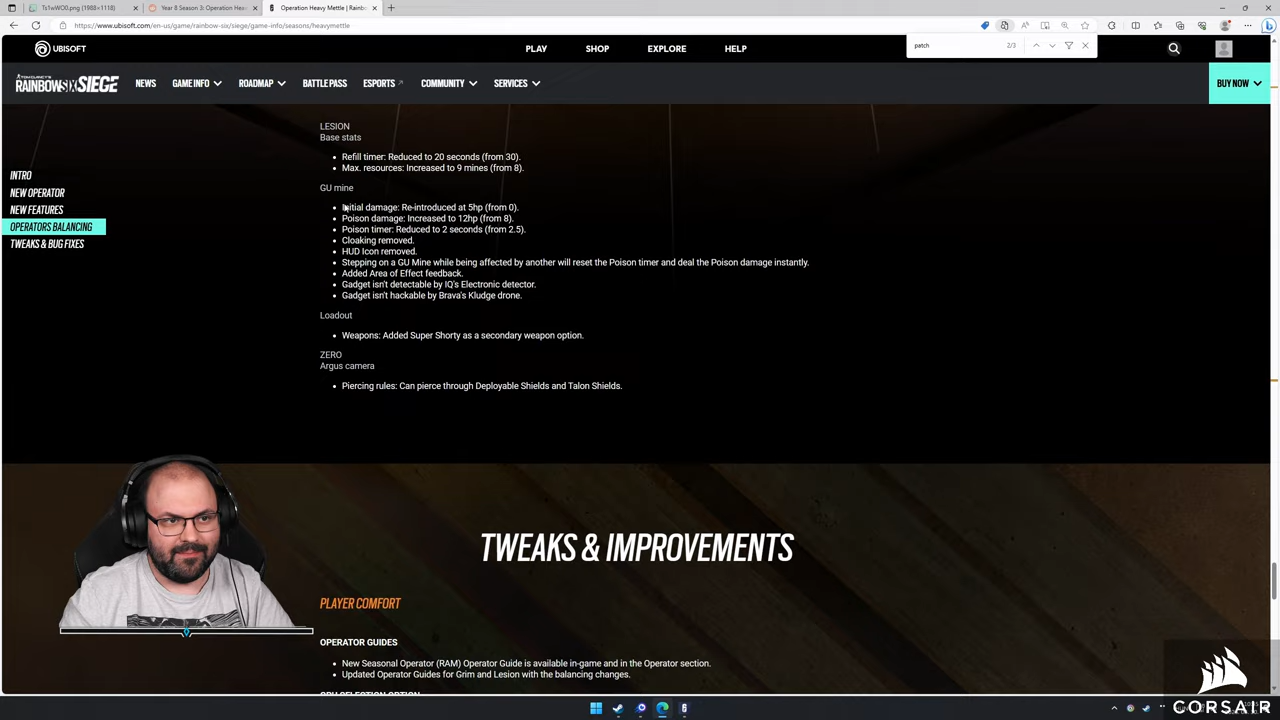 Ts1wWO0.png (1988×1118)
Year 8 Season 3: Operation Hea
Operation Heavy Mettle | Rainb
https://www.ubisoft.com/en-us/game/rainbow-six/siege/game-info/seasons/heavymettle
patch 2/3
UBISOFT
PLAY SHOP EXPLORE HELP
RAINBOW SIX SIEGE
NEWS GAME INFO ROADMAP BATTLE PASS ESPORTS COMMUNITY SERVICES
BUY NOW
INTRO
NEW OPERATOR
NEW FEATURES
OPERATORS BALANCING
TWEAKS & BUG FIXES
LESION
Base stats
Refill timer: Reduced to 20 seconds (from 30).
Max. resources: Increased to 9 mines (from 8).
GU mine
Initial damage: Re-introduced at 5hp (from 0).
Poison damage: Increased to 12hp (from 8).
Poison timer: Reduced to 2 seconds (from 2.5).
Cloaking removed.
HUD Icon removed.
Stepping on a GU Mine while being affected by another will reset the Poison timer and deal the Poison damage instantly.
Added Area of Effect feedback.
Gadget isn't detectable by IQ's Electronic detector.
Gadget isn't hackable by Brava's Kludge drone.
Loadout
Weapons: Added Super Shorty as a secondary weapon option.
ZERO
Argus camera
Piercing rules: Can pierce through Deployable Shields and Talon Shields.
TWEAKS & IMPROVEMENTS
PLAYER COMFORT
OPERATOR GUIDES
New Seasonal Operator (RAM) Operator Guide is available in-game and in the Operator section.
Updated Operator Guides for Grim and Lesion with the balancing changes.
CORSAIR